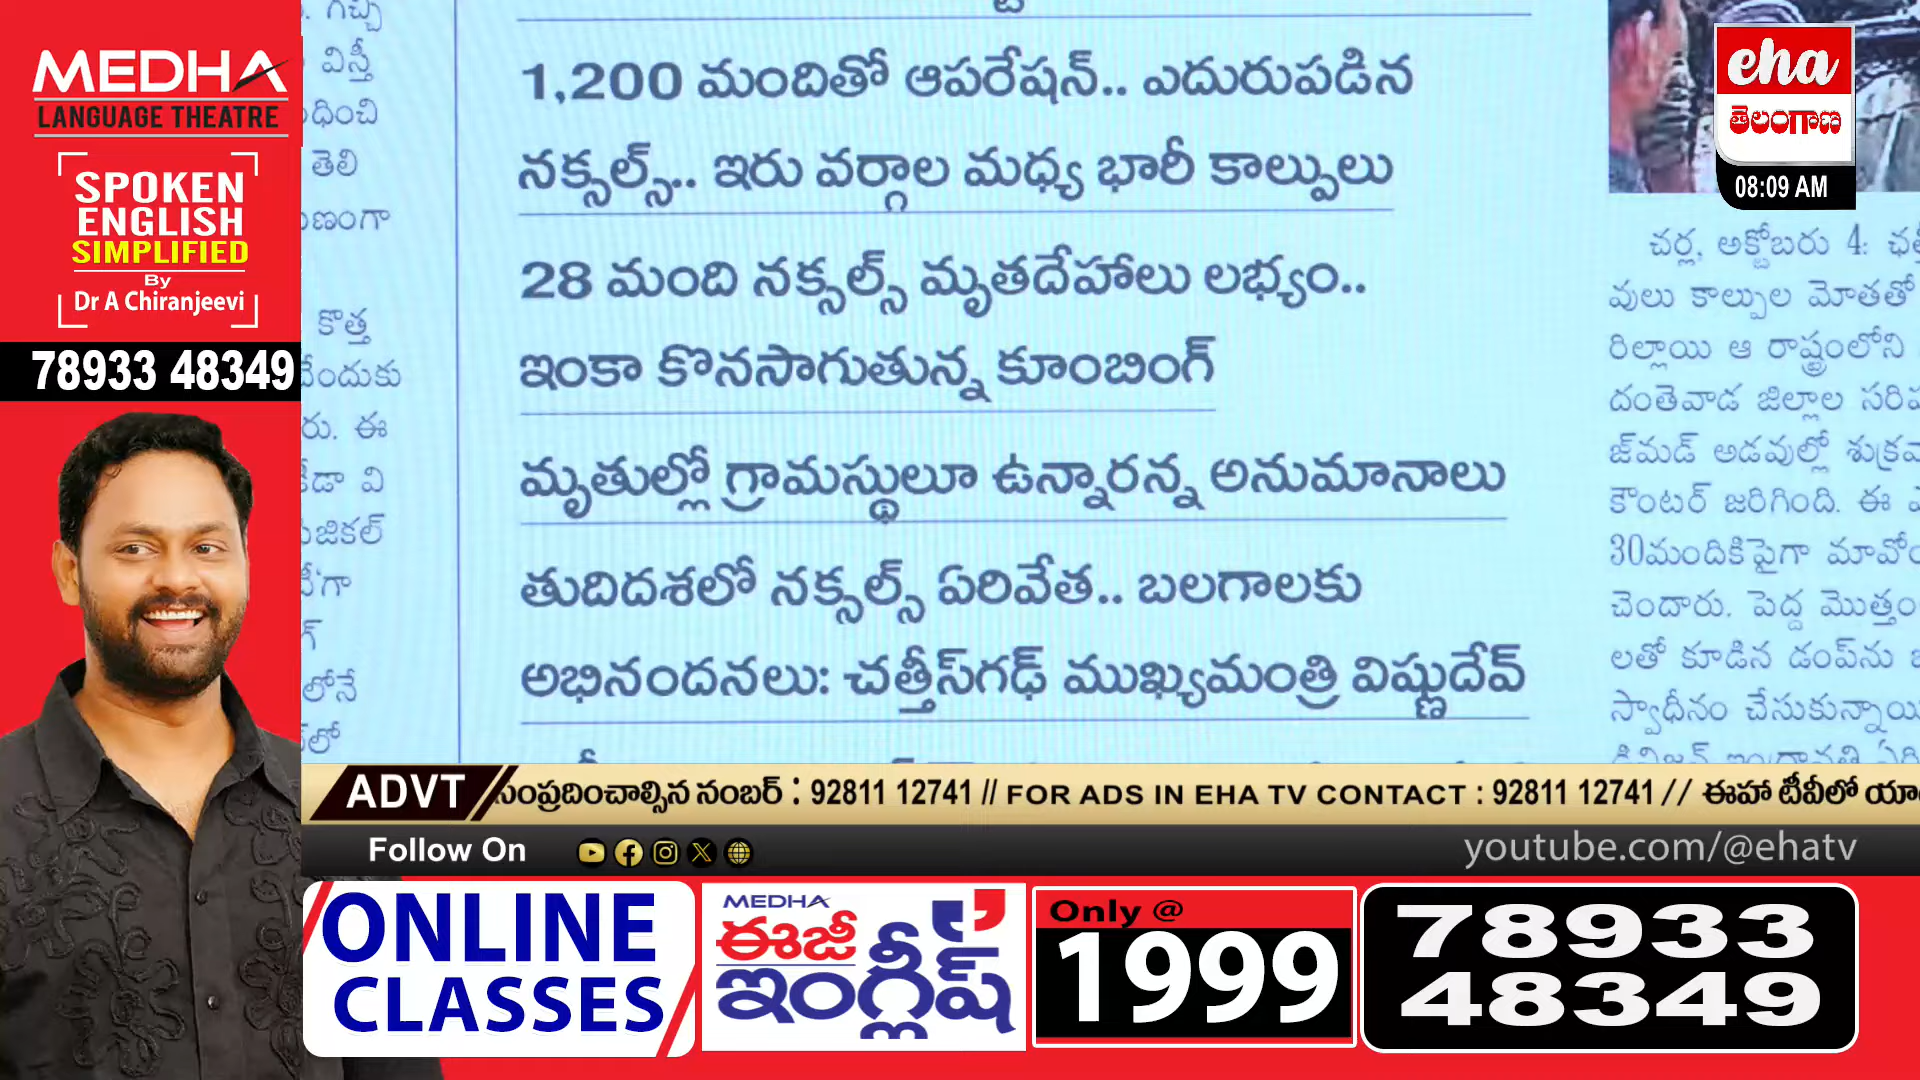 MEDHA
LANGUAGE THEATRE
SPOKEN
ENGLISH
SIMPLIFIED
By
Dr A Chiranjeevi
78933 48349
గచ్చి
విస్తీ
తెలి
కొత్త
రు. ఈ
1,200 మందితో ఆపరేషన్.. ఎదురుపడిన
నక్సల్స్.. ఇరు వర్గాల మధ్య భారీ కాల్పులు
28 మంది నక్సల్స్ మృతదేహాలు లభ్యం..
ఇంకా కొనసాగుతున్న కూంబింగ్
మృతుల్లో గ్రామస్థులూ ఉన్నారన్న అనుమానాలు
తుదిదశలో నక్సల్స్ ఏరివేత.. బలగాలకు
అభినందనలు: చత్తీస్‌గఢ్ ముఖ్యమంత్రి విష్ణుదేవ్
eha
తెలంగాణ
08:09 AM
చర్ల, అక్టోబరు 4:
వులు కాల్పుల మోతతో
రిల్లాయి ఆ రాష్ట్రంలోని
దంతెవాడ జిల్లాల
జ్‌మడ్ అడవుల్లో
కౌంటర్ జరిగింది. ఈ
30మందికిపైగా
చెందారు. పెద్ద మొత్తం
లతో కూడిన డంప్‌ను
స్వాధీనం
ADVT
సంప్రదించాల్సిన నంబర్ : 92811 12741 // FOR ADS IN EHA TV CONTACT : 92811 12741 // ఈహా టీవీలో
Follow On
youtube.com/@ehatv
ONLINE
CLASSES
MEDHA
ఈజీ
ఇంగ్లీష్
Only @
1999
78933
48349